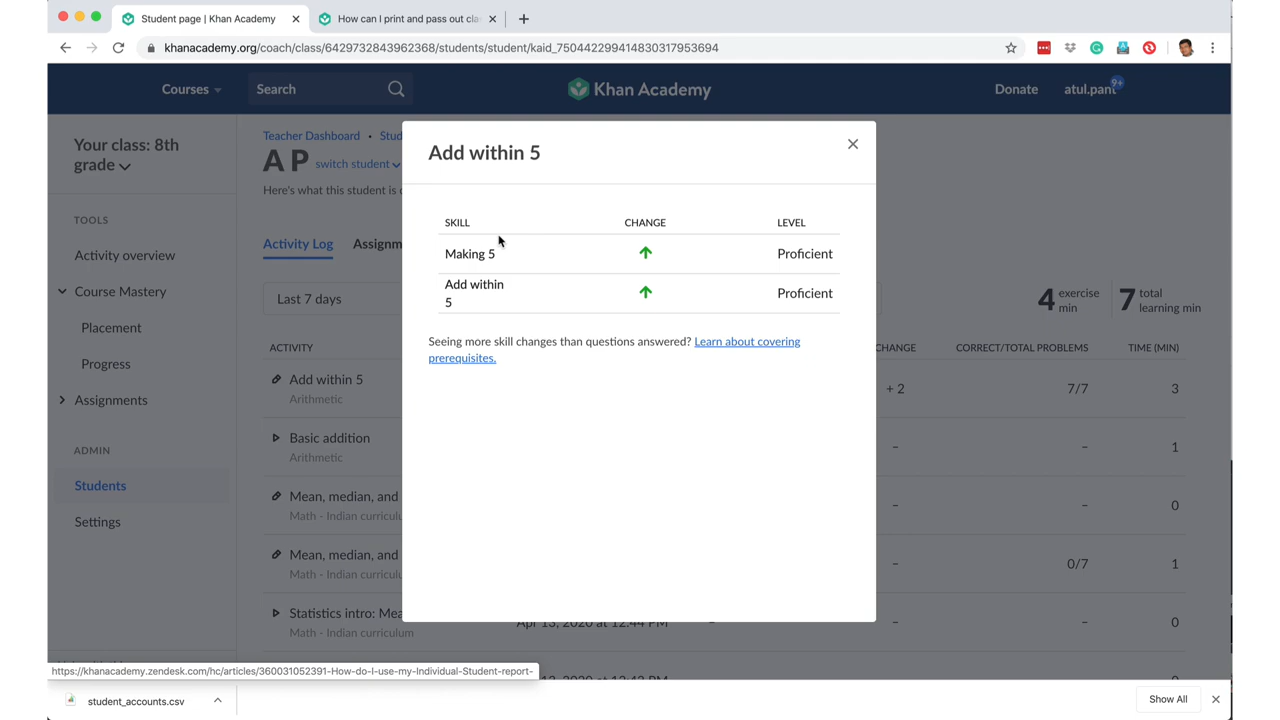 Student page | Khan Academy
How can I print and pass out cla
khanacademy.org/coach/class/6429732843962368/students/student/kaid_750442299414830317953694
Courses
Search
Khan Academy
Donate
atul.pant
9+
Your class: 8th
grade
TOOLS
Activity overview
Course Mastery
Placement
Progress
Assignments
ADMIN
Students
Settings
Teacher Dashboard • Stud
A P switch student
Here's what this student is
Activity Log
Assignm
Last 7 days
4 exercise
min
7 total
learning min
ACTIVITY
CHANGE
CORRECT/TOTAL PROBLEMS
TIME (MIN)
Add within 5
Arithmetic
+ 2
7/7
3
Basic addition
Arithmetic
–
–
1
Mean, median, and
Math - Indian curriculu
–
–
0
Mean, median, and
Math - Indian curriculu
–
0/7
1
Statistics intro: Mea
Math - Indian curriculum
Apr 13, 2020 at 12:44 PM
–
–
–
0
Add within 5
SKILL
CHANGE
LEVEL
Making 5
Proficient
Add within
5
Proficient
Seeing more skill changes than questions answered? Learn about covering
prerequisites.
https://khanacademy.zendesk.com/hc/articles/360031052391-How-do-I-use-my-Individual-Student-report-
student_accounts.csv
Show All